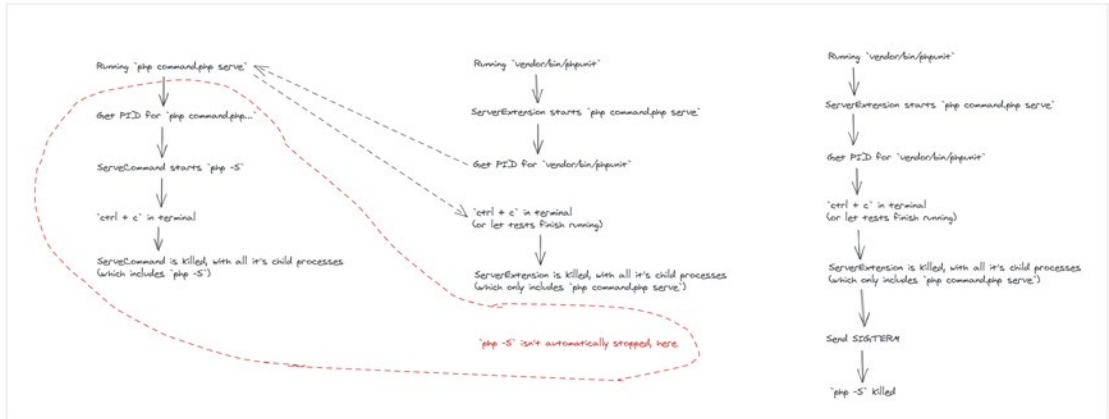 Running `php command.php serve`
Get PID for `php command.php...`
ServeCommand starts `php -S`
`ctrl + c` in terminal
ServeCommand is killed, with all it's child processes
(which includes `php -S`)
Running `vendor/bin/phpunit`
ServerExtension starts `php command.php serve`
Get PID for `vendor/bin/phpunit`
`ctrl + c` in terminal
(or let tests finish running)
ServerExtension is killed, with all it's child processes
(which only includes `php command.php serve`)
`php -S` isn't automatically stopped, here
Running `vendor/bin/phpunit`
ServerExtension starts `php command.php serve`
Get PID for `vendor/bin/phpunit`
`ctrl + c` in terminal
(or let tests finish running)
ServerExtension is killed, with all it's child processes
(which only includes `php command.php serve`)
Send SIGTERM
`php -S` killed